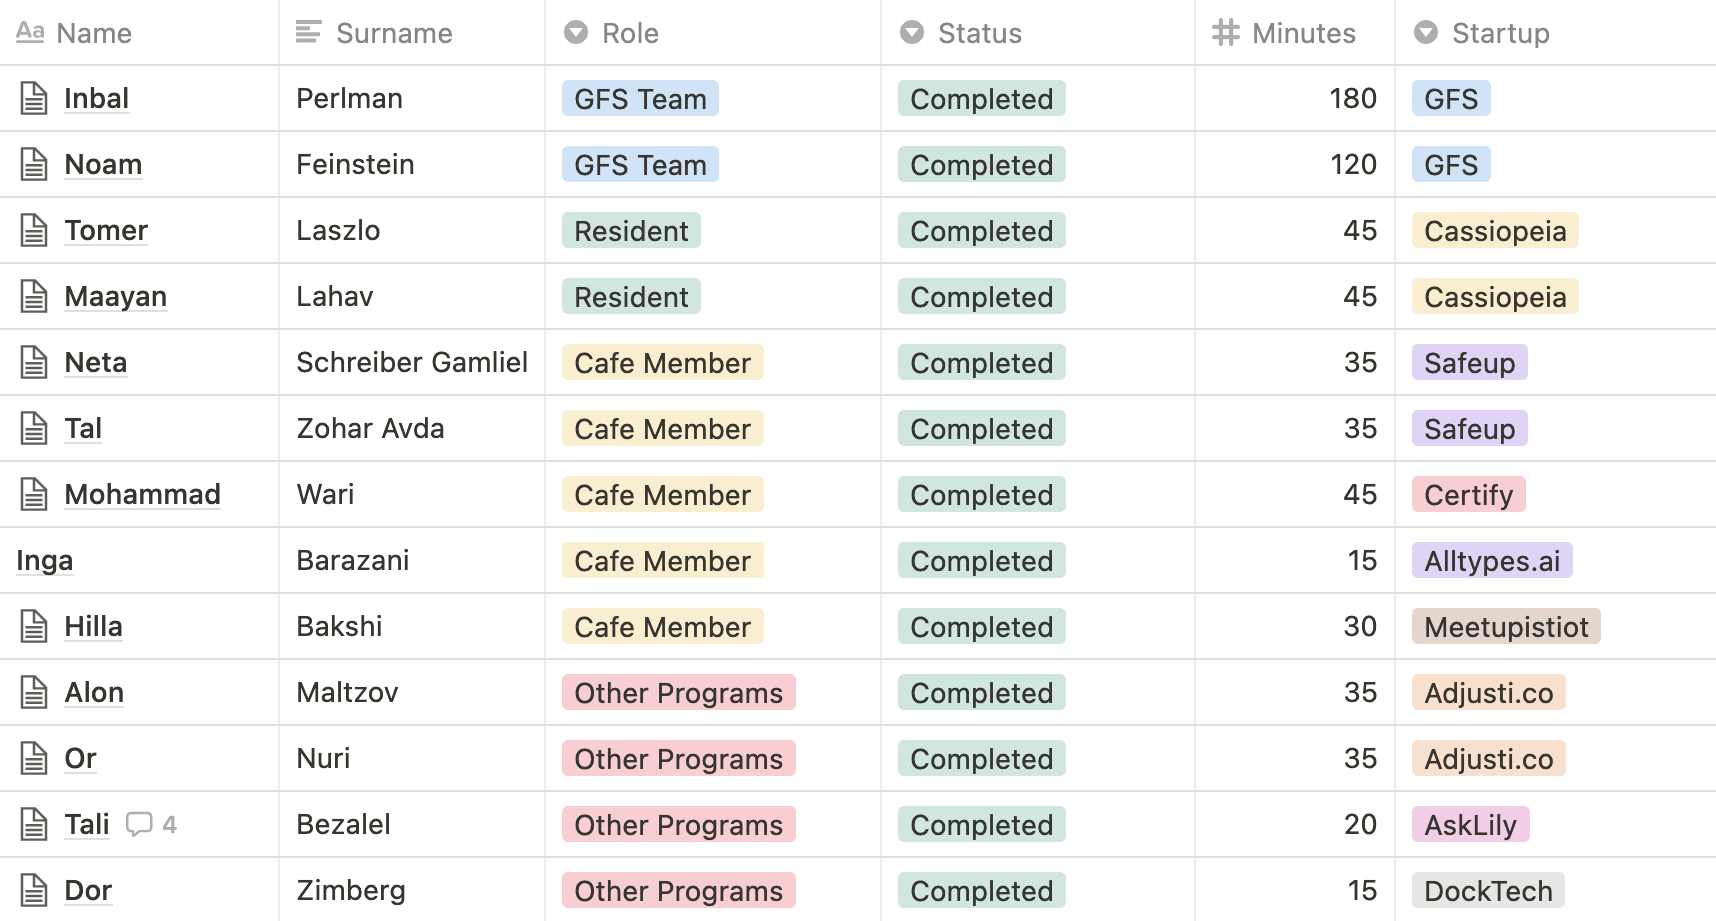 Aa Name Surname Role Status # Minutes Startup
Inbal Perlman GFS Team Completed 180 GFS
Noam Feinstein GFS Team Completed 120 GFS
Tomer Laszlo Resident Completed 45 Cassiopeia
Maayan Lahav Resident Completed 45 Cassiopeia
Neta Schreiber Gamliel Cafe Member Completed 35 Safeup
Tal Zohar Avda Cafe Member Completed 35 Safeup
Mohammad Wari Cafe Member Completed 45 Certify
Inga Barazani Cafe Member Completed 15 Alltypes.ai
Hilla Bakshi Cafe Member Completed 30 Meetupistiot
Alon Maltzov Other Programs Completed 35 Adjusti.co
Or Nuri Other Programs Completed 35 Adjusti.co
Tali 4 Bezalel Other Programs Completed 20 AskLily
Dor Zimberg Other Programs Completed 15 DockTech